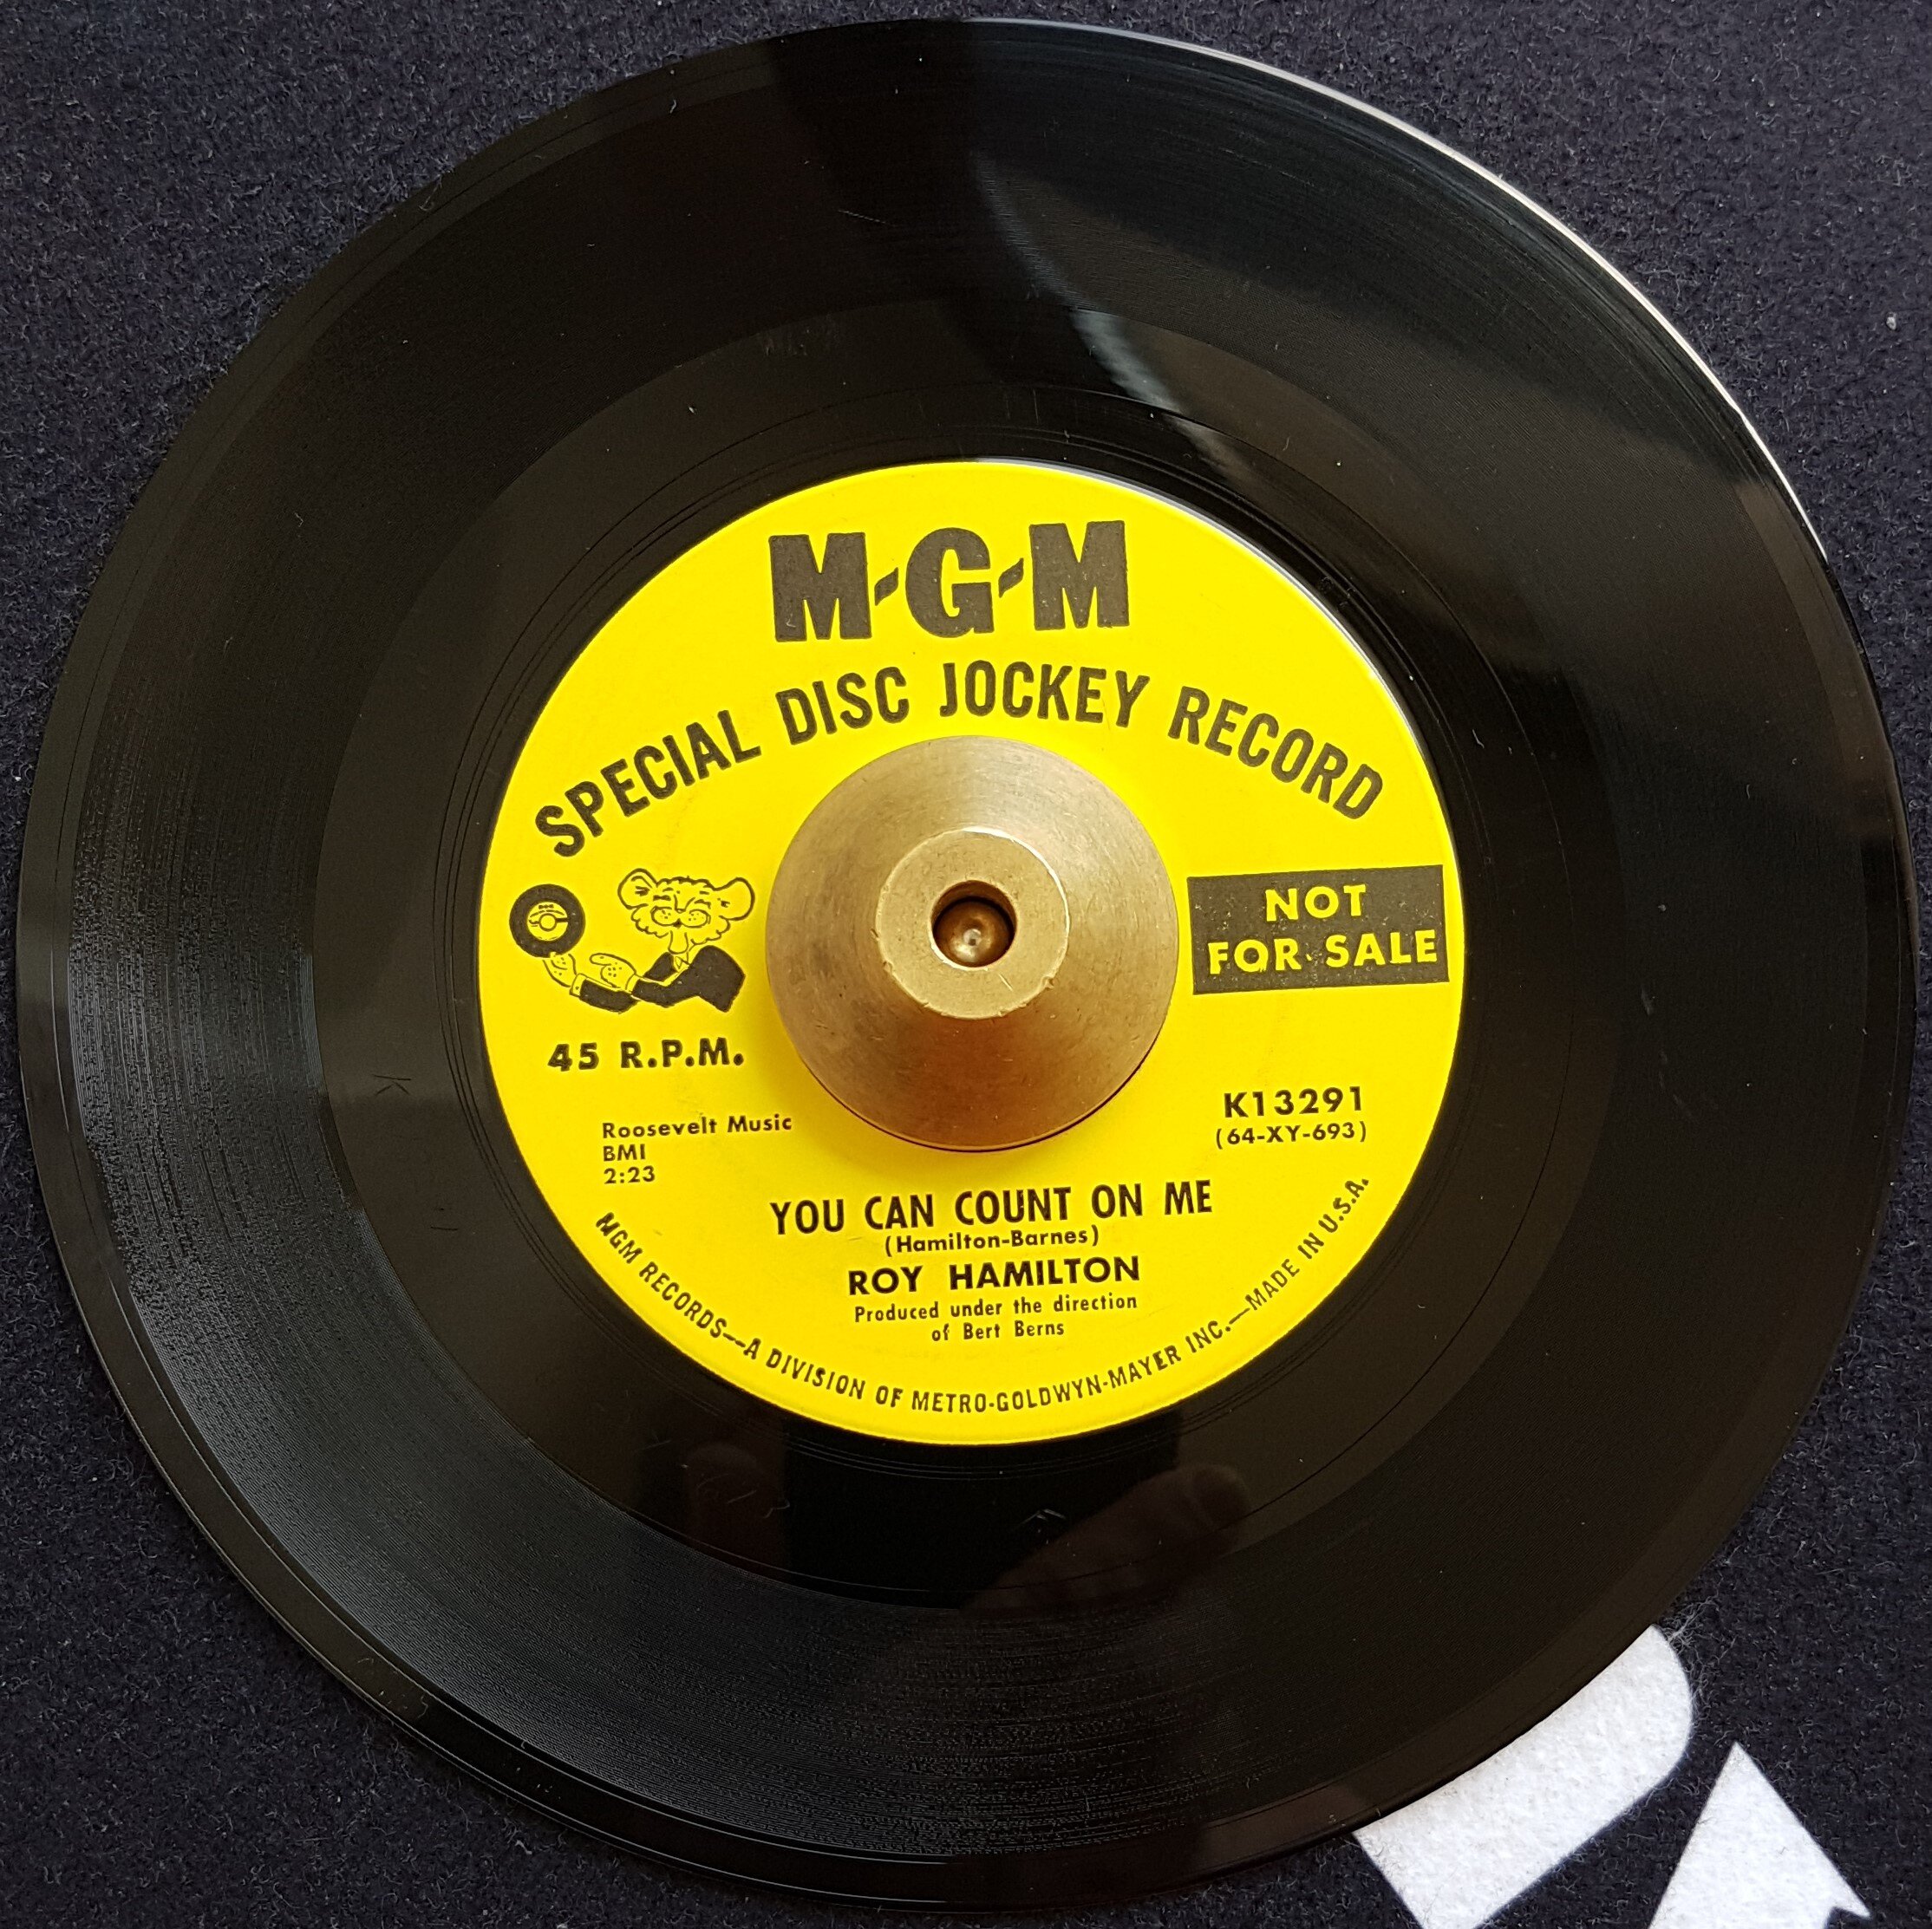 M-G-M
SPECIAL DISC JOCKEY RECORD
NOT
FOR SALE
45 R.P.M.
K13291
(64-XY-693)
Roosevelt Music
BMI
2:23
YOU CAN COUNT ON ME
(Hamilton-Barnes)
ROY HAMILTON
Produced under the direction
of Bert Berns
MGM RECORDS—A DIVISION OF METRO-GOLDWYN-MAYER INC.—MADE IN U.S.A.